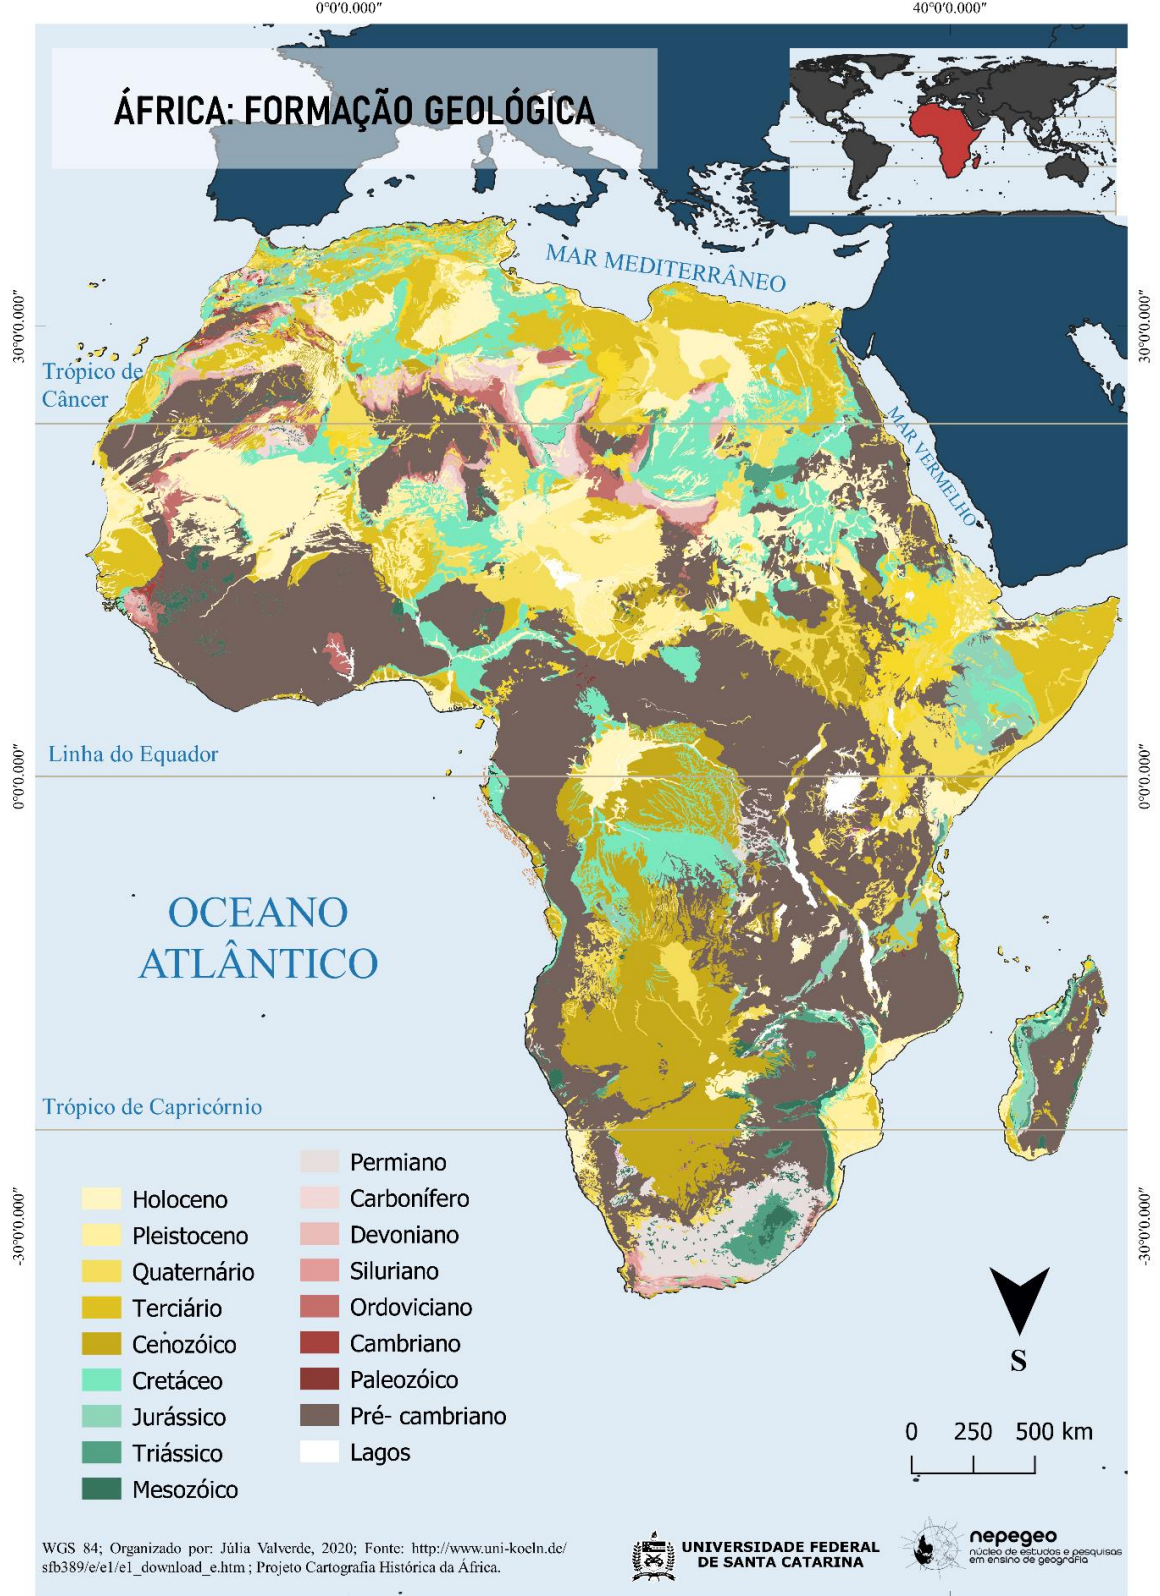 0°0'0.000"
40°0'0.000"
ÁFRICA: FORMAÇÃO GEOLÓGICA
MAR MEDITERRÂNEO
30°0'0.000"
30°0'0.000"
Trópico de
Câncer
MAR VERMELHO
Linha do Equador
0°0'0.000"
0°0'0.000"
OCEANO
ATLÂNTICO
Trópico de Capricórnio
-30°0'0.000"
-30°0'0.000"
Holoceno
Pleistoceno
Quaternário
Terciário
Cenozóico
Cretáceo
Jurássico
Triássico
Mesozóico
Permiano
Carbonífero
Devoniano
Siluriano
Ordoviciano
Cambriano
Paleozóico
Pré- cambriano
Lagos
S
0 250 500 km
WGS 84; Organizado por: Júlia Valverde, 2020; Fonte: http://www.uni-koeln.de/
sfb389/e/e1/e1_download_e.htm ; Projeto Cartografia Histórica da África.
UNIVERSIDADE FEDERAL
DE SANTA CATARINA
nepegeo
núcleo de estudos e pesquisas
em ensino de geografia